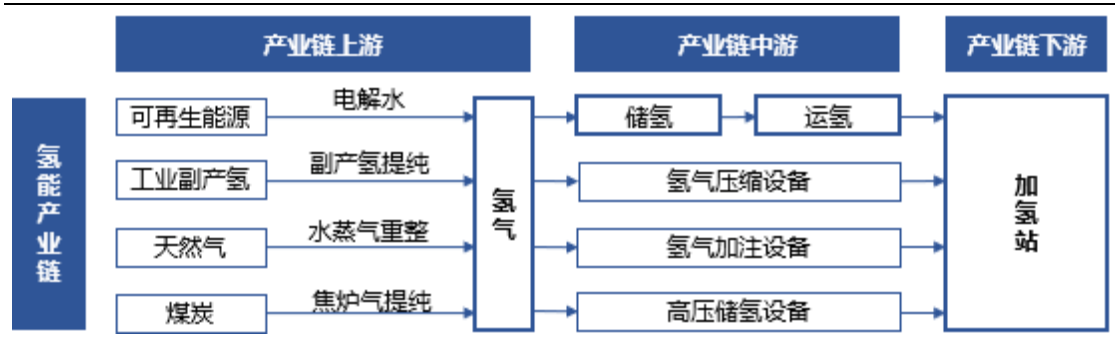 产业链上游
产业链中游
产业链下游
氢能产业链
可再生能源
电解水
工业副产氢
副产氢提纯
天然气
水蒸气重整
煤炭
焦炉气提纯
氢气
储氢
运氢
氢气压缩设备
氢气加注设备
高压储氢设备
加氢站